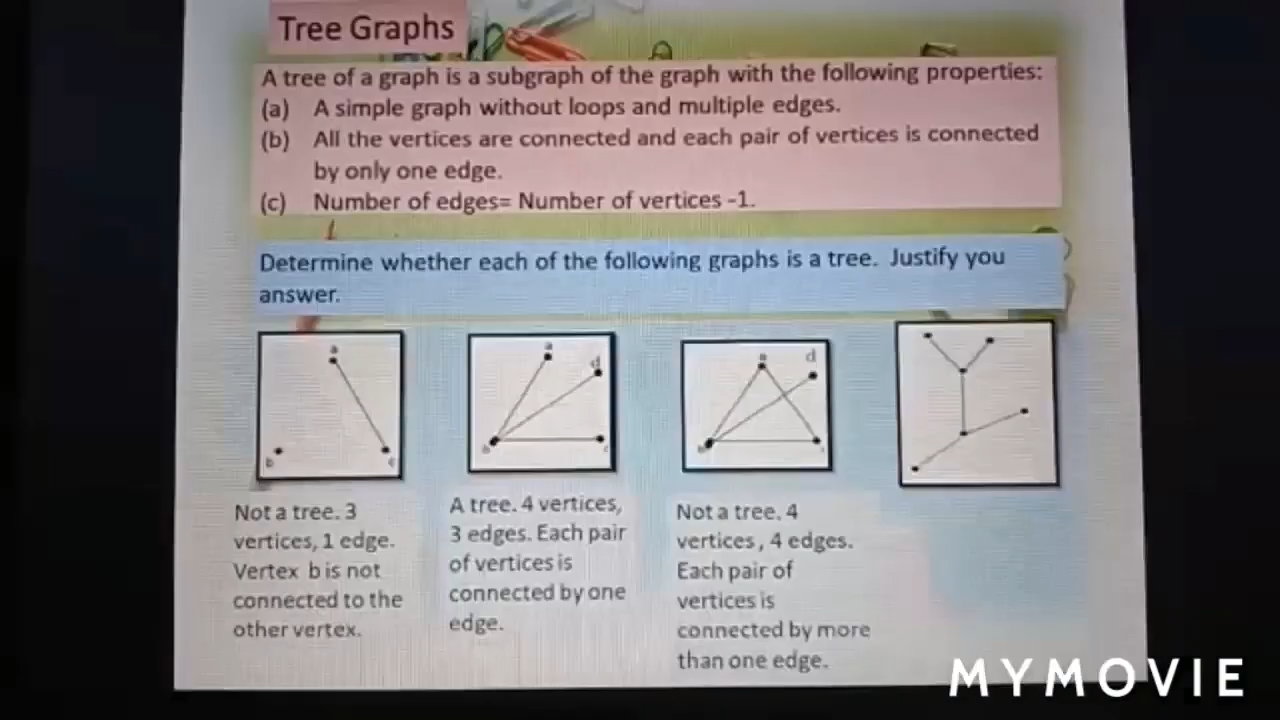 Tree Graphs
A tree of a graph is a subgraph of the graph with the following properties:
(a) A simple graph without loops and multiple edges.
(b) All the vertices are connected and each pair of vertices is connected
by only one edge.
(c) Number of edges= Number of vertices -1.
Determine whether each of the following graphs is a tree. Justify you
answer.
a
b
c
a
d
b
c
a
d
b
Not a tree. 3
vertices, 1 edge.
Vertex b is not
connected to the
other vertex.
A tree. 4 vertices,
3 edges. Each pair
of vertices is
connected by one
edge.
Not a tree. 4
vertices , 4 edges.
Each pair of
vertices is
connected by more
than one edge.
MYMOVIE